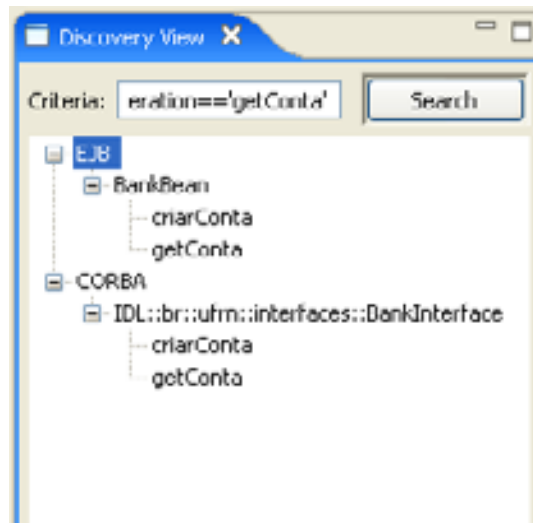 Discovery View
Criteria: eration=='getConta' Search
EJB
BankBean
criarConta
getConta
CORBA
IDL::br::ufrn::interfaces::BankInterface
criarConta
getConta